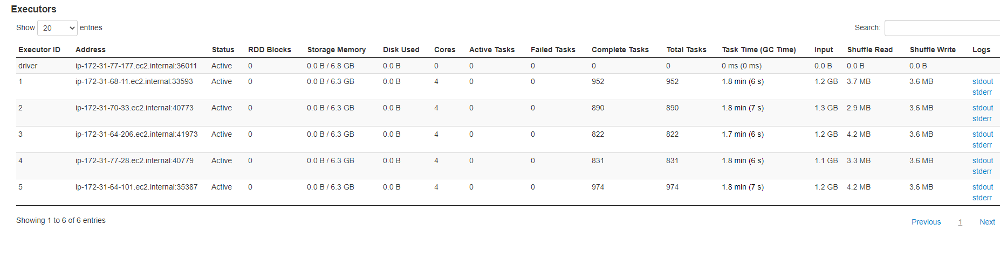 Executors
Show 20 entries Search:
Executor ID Address Status RDD Blocks Storage Memory Disk Used Cores Active Tasks Failed Tasks Complete Tasks Total Tasks Task Time (GC Time) Input Shuffle Read Shuffle Write Logs
driver ip-172-31-77-177.ec2.internal:36011 Active 0 0.0 B / 6.8 GB 0.0 B 0 0 0 0 0 0 ms (0 ms) 0.0 B 0.0 B 0.0 B
1 ip-172-31-68-11.ec2.internal:33593 Active 0 0.0 B / 6.3 GB 0.0 B 4 0 0 952 952 1.8 min (6 s) 1.2 GB 3.7 MB 3.6 MB stdout
stderr
2 ip-172-31-70-33.ec2.internal:40773 Active 0 0.0 B / 6.3 GB 0.0 B 4 0 0 890 890 1.8 min (7 s) 1.3 GB 2.9 MB 3.6 MB stdout
stderr
3 ip-172-31-64-206.ec2.internal:41973 Active 0 0.0 B / 6.3 GB 0.0 B 4 0 0 822 822 1.7 min (6 s) 1.2 GB 4.2 MB 3.6 MB stdout
stderr
4 ip-172-31-77-28.ec2.internal:40779 Active 0 0.0 B / 6.3 GB 0.0 B 4 0 0 831 831 1.8 min (6 s) 1.1 GB 3.3 MB 3.6 MB stdout
stderr
5 ip-172-31-64-101.ec2.internal:35387 Active 0 0.0 B / 6.3 GB 0.0 B 4 0 0 974 974 1.8 min (7 s) 1.2 GB 4.2 MB 3.6 MB stdout
stderr
Showing 1 to 6 of 6 entries Previous 1 Next